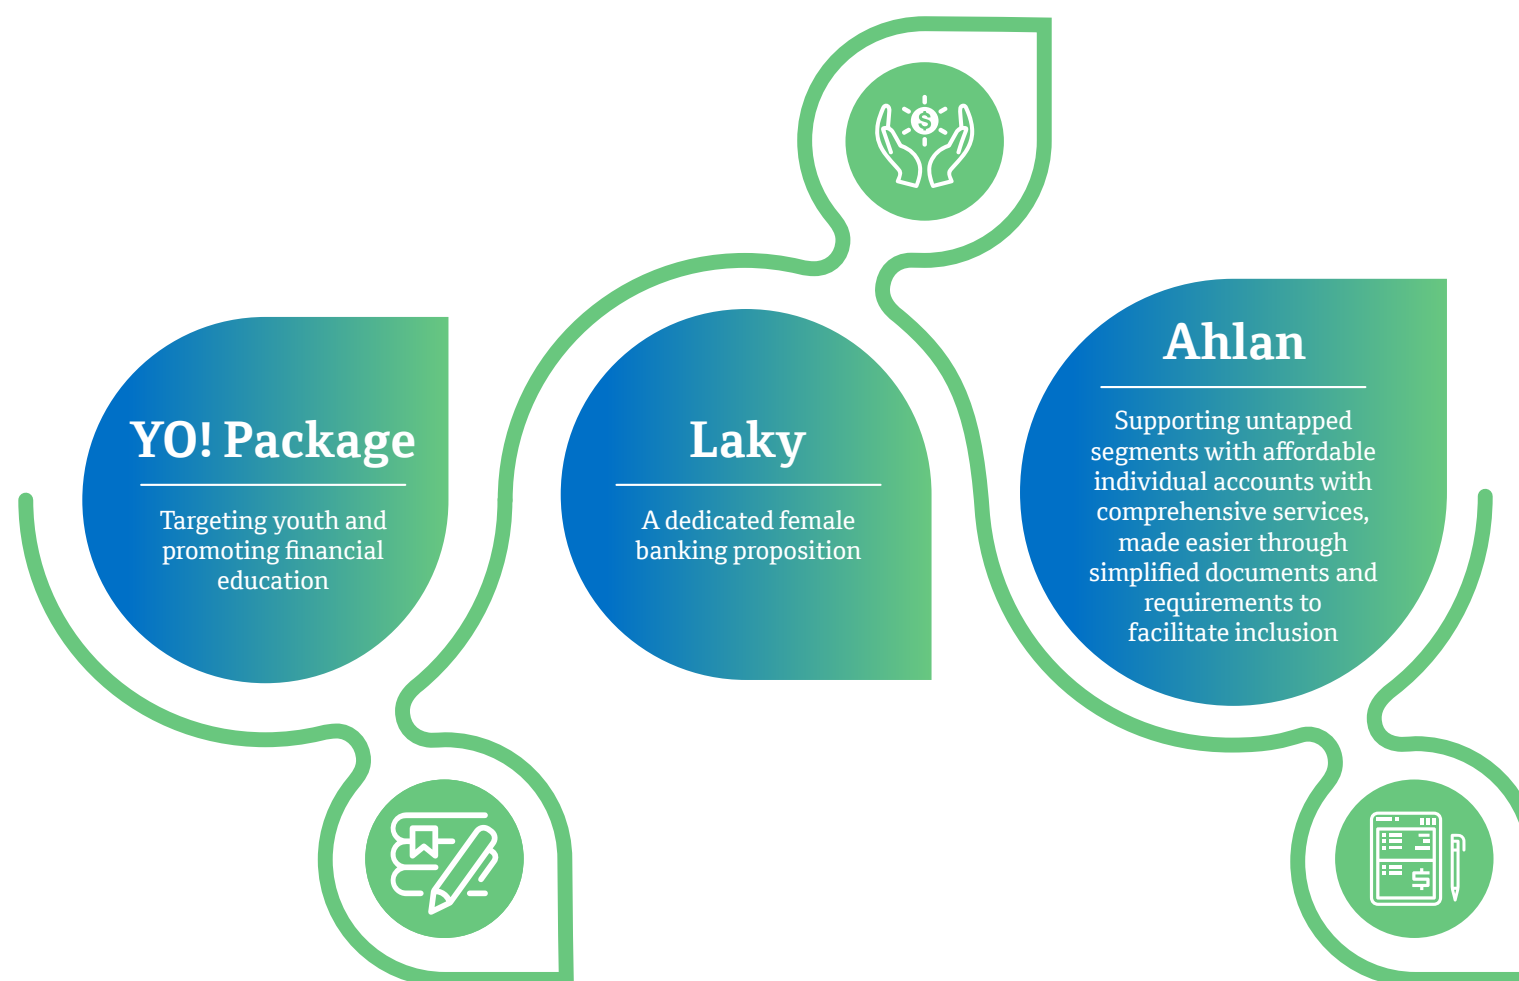 YO! Package
Targeting youth and
promoting financial
education
Laky
A dedicated female
banking proposition
Ahlan
Supporting untapped
segments with affordable
individual accounts with
comprehensive services,
made easier through
simplified documents and
requirements to
facilitate inclusion
$
$